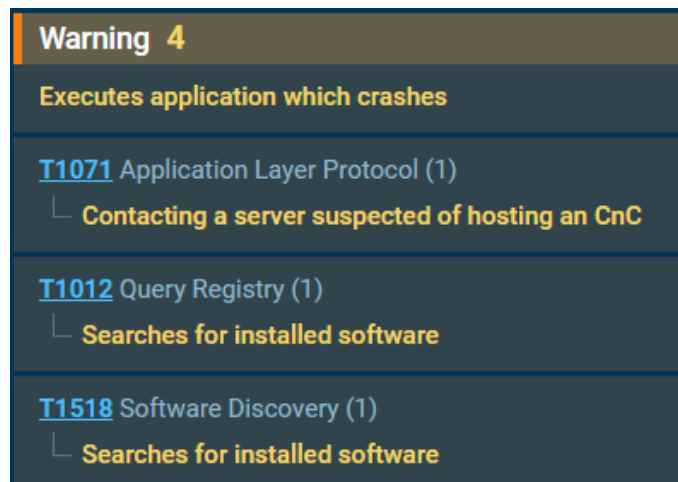 Warning 4
Executes application which crashes
T1071 Application Layer Protocol (1)
Contacting a server suspected of hosting an CnC
T1012 Query Registry (1)
Searches for installed software
T1518 Software Discovery (1)
Searches for installed software